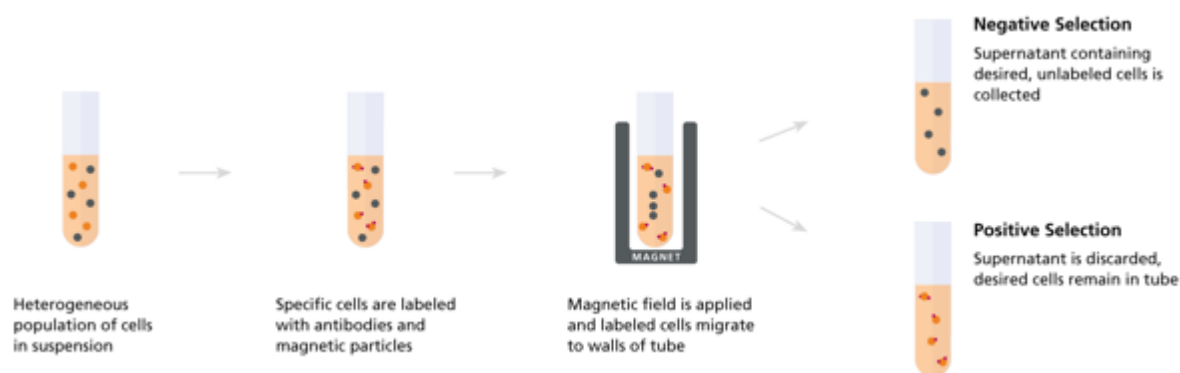 Heterogeneous
population of cells
in suspension
Specific cells are labeled
with antibodies and
magnetic particles
MAGNET
Magnetic field is applied
and labeled cells migrate
to walls of tube
Negative Selection
Supernatant containing
desired, unlabeled cells is
collected
Positive Selection
Supernatant is discarded,
desired cells remain in tube